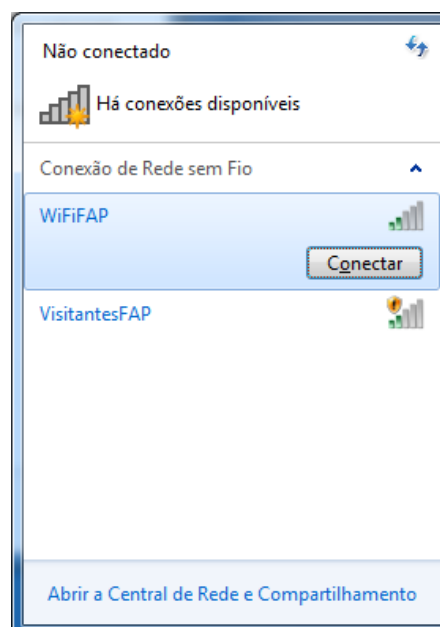 Não conectado
Há conexões disponíveis
Conexão de Rede sem Fio
WiFiFAP
Conectar
VisitantesFAP
Abrir a Central de Rede e Compartilhamento